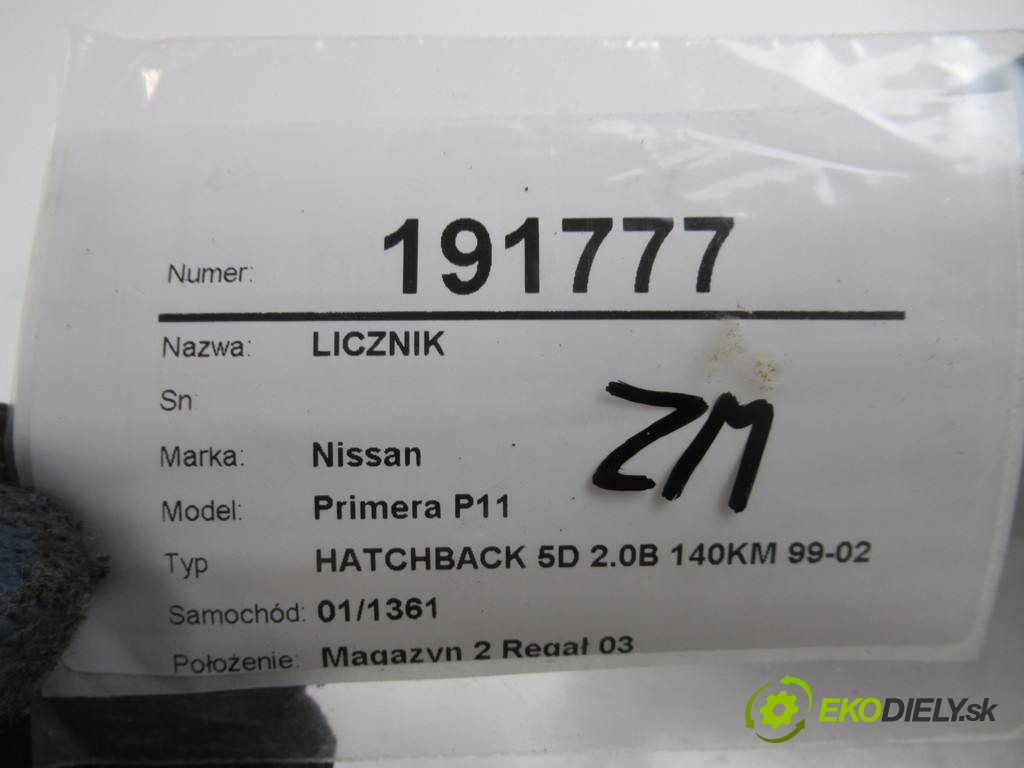 Numer: 191777
Nazwa: LICZNIK
Sn:
ZM
Marka: Nissan
Model: Primera P11
Typ HATCHBACK 5D 2.0B 140KM 99-02
Samochód: 01/1361
Położenie: Magazyn 2 Regał 03
EKODIELY.sk